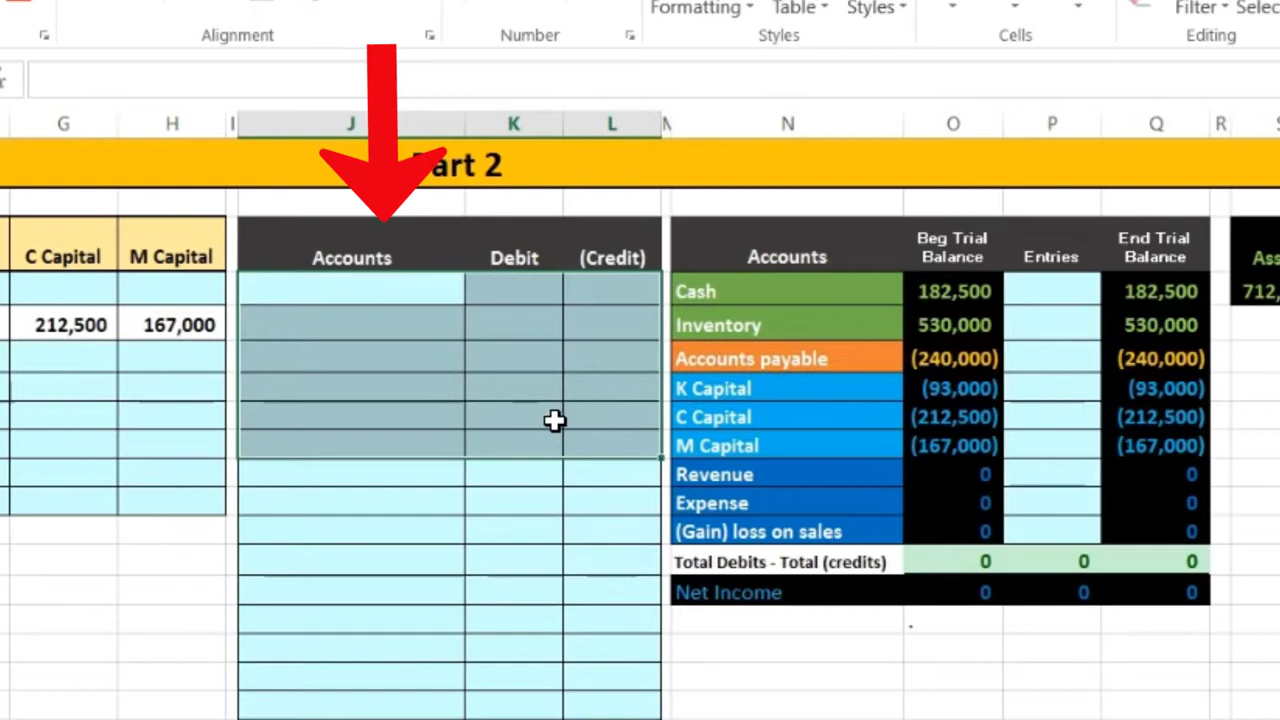 Formatting Table Styles Filter
Alignment Number Styles Cells Editing
G H I J K L N O P Q R
Part 2
C Capital M Capital Accounts Debit (Credit) Accounts Beg Trial Balance Entries End Trial Balance
Cash 182,500 182,500
212,500 167,000 Inventory 530,000 530,000
Accounts payable (240,000) (240,000)
K Capital (93,000) (93,000)
C Capital (212,500) (212,500)
M Capital (167,000) (167,000)
Revenue 0 0
Expense 0 0
(Gain) loss on sales 0 0
Total Debits - Total (credits) 0 0 0
Net Income 0 0 0